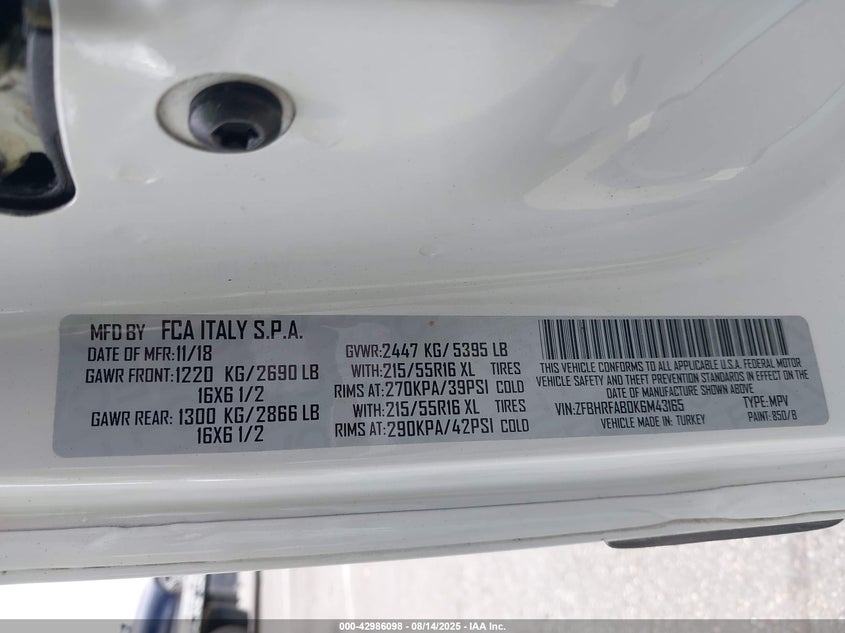 MFD BY FCA ITALY S.P.A.
DATE OF MFR:11/18
GAWR FRONT:1220 KG/2690 LB
16X6 1/2
GAWR REAR:1300 KG/2866 LB
16X6 1/2
GVWR:2447 KG/5395 LB
WITH:215/55R16 XL TIRES
RIMS AT:270KPA/39PSI COLD
WITH:215/55R16 XL TIRES
RIMS AT:290KPA/42PSI COLD
THIS VEHICLE CONFORMS TO ALL APPLICABLE U.S.A. FEDERAL MOTOR
VEHICLE SAFETY AND THEFT PREVENTION STANDARDS IN EFFECT ON THE
DATE OF MANUFACTURE SHOWN ABOVE
VIN:ZFBHRFAB0K6M43165 TYPE:MPV
VEHICLE MADE IN: TURKEY PAINT: 850/B
000-42986098 - 08/14/2025 - IAA Inc.